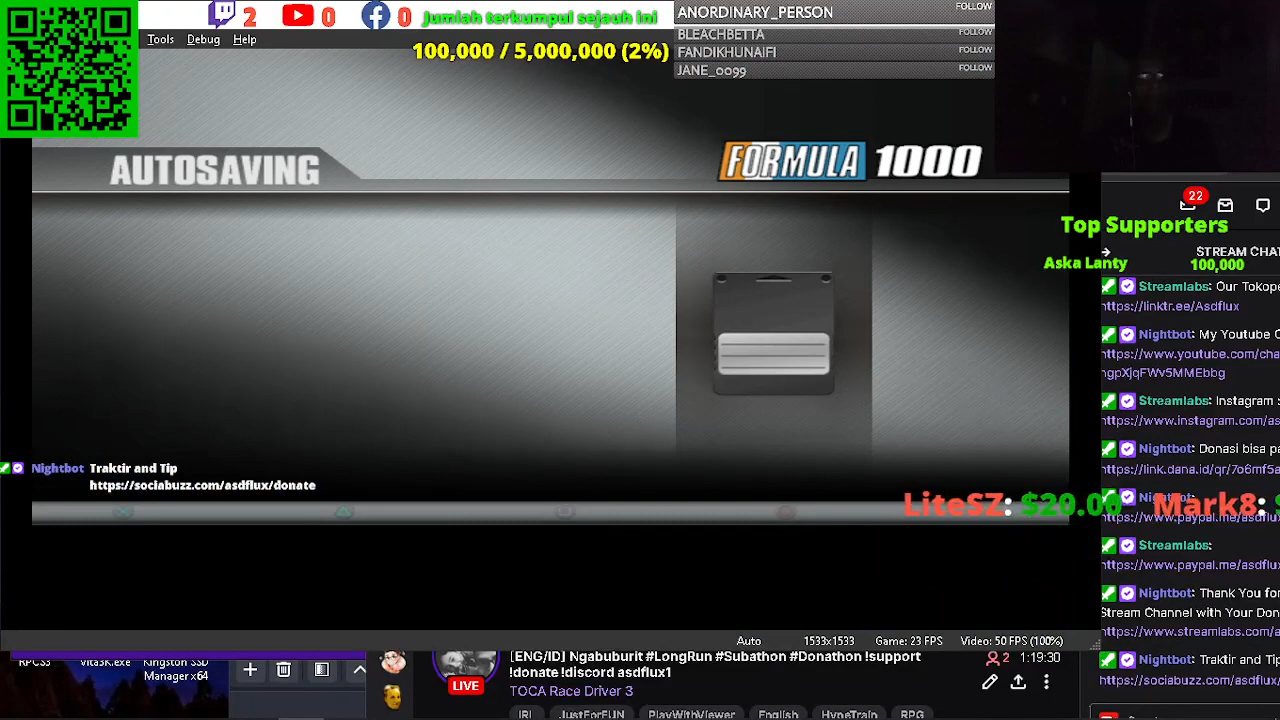 2 0 0
Jumlah terkumpul sejauh ini
100,000 / 5,000,000 (2%)
ANORDINARY_PERSON FOLLOW
BLEACHBETTA FOLLOW
FANDIKHUNAIFI FOLLOW
JANE_0099 FOLLOW
Tools Debug Help
AUTOSAVING
FORMULA 1000
22
Top Supporters
STREAM CHAT
Aska Lanty 100,000
Streamlabs: Our Tokope
https://linktr.ee/Asdflux
Nightbot: My Youtube C
https://www.youtube.com/cha
ngpXjqFWv5MMEbbg
Streamlabs: Instagram :
https://www.instagram.com/as
Nightbot: Donasi bisa pa
https://link.dana.id/qr/7o6mf5a
Nightbot:
https://www.paypal.me/asdflu
Streamlabs:
https://www.paypal.me/asdflux
Nightbot: Thank You for
Stream Channel with Your Don
https://www.streamlabs.com/a
Nightbot: Traktir and Tip
https://sociabuzz.com/asdflux/
Nightbot Traktir and Tip
https://sociabuzz.com/asdflux/donate
LiteSZ: $20.00 Mark8: $
Auto 1533x1533 Game: 23 FPS Video: 50 FPS (100%)
RPCS3 Vita3K.exe Kingston SSD
Manager x64
LIVE
[ENG/ID] Ngabuburit #LongRun #Subathon #Donathon !support
!donate !discord asdflux1
2 1:19:30
TOCA Race Driver 3
IRL JustForFUN PlayWithViewer English HypeTrain RPG